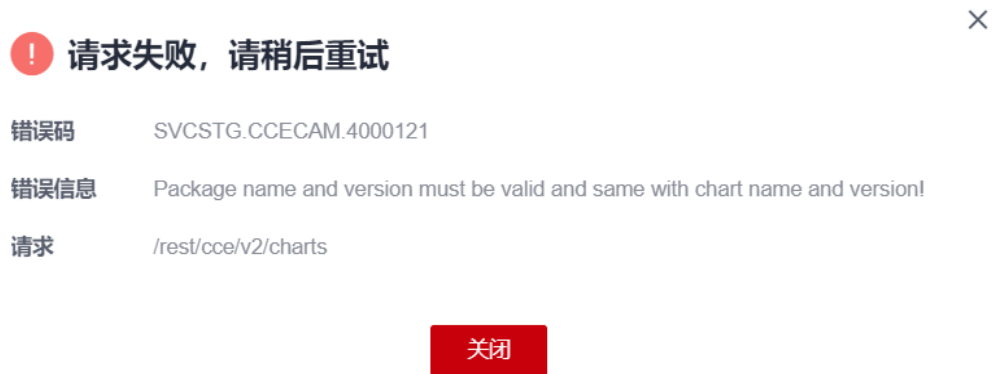 请求失败，请稍后重试
错误码 SVCSTG.CCECAM.4000121
错误信息 Package name and version must be valid and same with chart name and version!
请求 /rest/cce/v2/charts
关闭